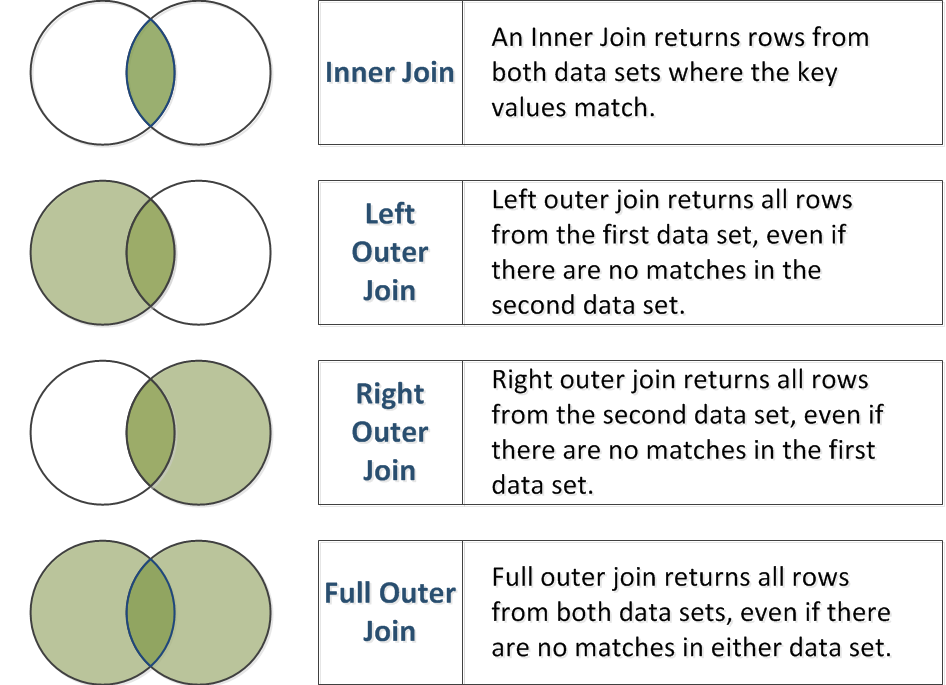 Inner Join
An Inner Join returns rows from
both data sets where the key
values match.
Left
Outer
Join
Left outer join returns all rows
from the first data set, even if
there are no matches in the
second data set.
Right
Outer
Join
Right outer join returns all rows
from the second data set, even if
there are no matches in the first
data set.
Full Outer
Join
Full outer join returns all rows
from both data sets, even if there
are no matches in either data set.